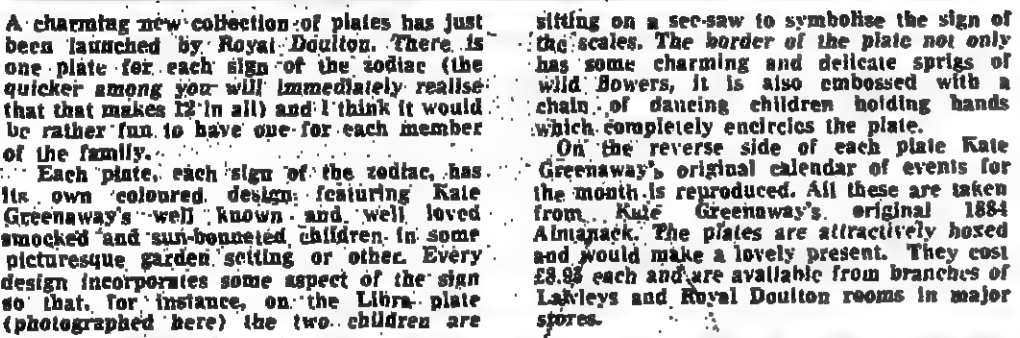 A charming new collection of plates has just
been launched by Royal Doulton. There is
one plate for each sign of the zodiac (the
quicker among you will immediately realise
that that makes 12 in all) and I think it would
be rather fun to have one for each member
of the family.
Each plate, each sign of the zodiac, has
its own coloured design featuring Kate
Greenaway's well known and well loved
smocked and sun-bonneted children in some
picturesque garden setting or other. Every
design incorporates some aspect of the sign
so that, for instance, on the Libra plate
(photographed here) the two children are
sitting on a see-saw to symbolise the sign of
the scales. The border of the plate not only
has some charming and delicate sprigs of
wild flowers, it is also embossed with a
chain of dancing children holding hands
which completely encircles the plate.
On the reverse side of each plate Kate
Greenaway's original calendar of events for
the month is reproduced. All these are taken
from Kate Greenaway's original 1884
Almanack. The plates are attractively boxed
and would make a lovely present. They cost
£8.95 each and are available from branches of
Lawleys and Royal Doulton rooms in major
stores.